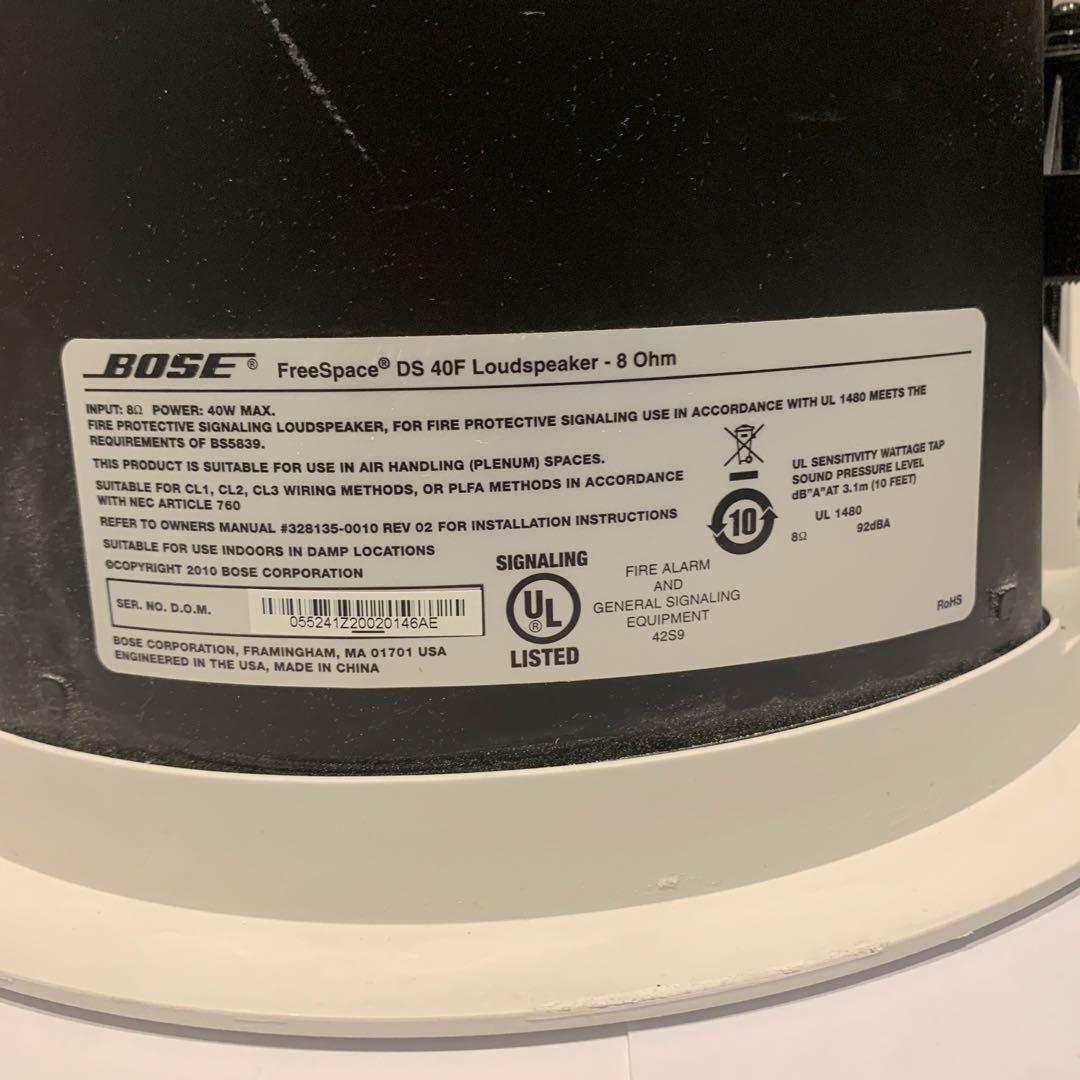 BOSE® FreeSpace® DS 40F Loudspeaker - 8 Ohm
INPUT: 8Ω POWER: 40W MAX.
FIRE PROTECTIVE SIGNALING LOUDSPEAKER, FOR FIRE PROTECTIVE SIGNALING USE IN ACCORDANCE WITH UL 1480 MEETS THE
REQUIREMENTS OF BS5839.
THIS PRODUCT IS SUITABLE FOR USE IN AIR HANDLING (PLENUM) SPACES.
SUITABLE FOR CL1, CL2, CL3 WIRING METHODS, OR PLFA METHODS IN ACCORDANCE
WITH NEC ARTICLE 760
REFER TO OWNERS MANUAL #328135-0010 REV 02 FOR INSTALLATION INSTRUCTIONS
SUITABLE FOR USE INDOORS IN DAMP LOCATIONS
©COPYRIGHT 2010 BOSE CORPORATION
SER. NO. D.O.M.
055241Z20020146AE
BOSE CORPORATION, FRAMINGHAM, MA 01701 USA
ENGINEERED IN THE USA, MADE IN CHINA
SIGNALING
UL®
LISTED
FIRE ALARM
AND
GENERAL SIGNALING
EQUIPMENT
42S9
10
UL SENSITIVITY WATTAGE TAP
SOUND PRESSURE LEVEL
dB"A"AT 3.1m (10 FEET)
UL 1480
8Ω 92dBA
RoHS